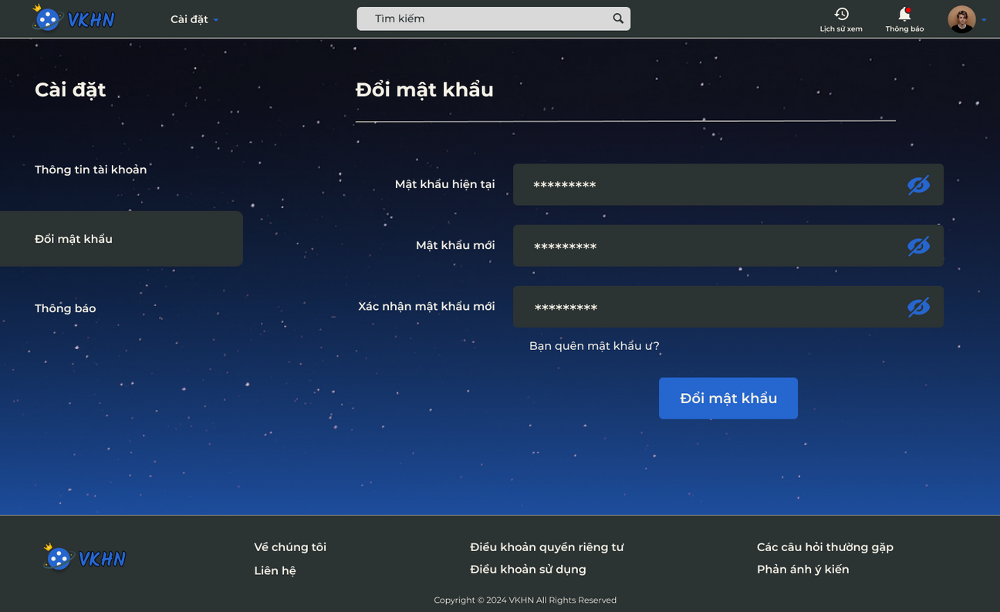 VKHN
Cài đặt
Tìm kiếm
Lịch sử xem
Thông báo
Cài đặt
Thông tin tài khoản
Đổi mật khẩu
Thông báo
Đổi mật khẩu
Mật khẩu hiện tại
*********
Mật khẩu mới
*********
Xác nhận mật khẩu mới
*********
Bạn quên mật khẩu ư?
Đổi mật khẩu
VKHN
Về chúng tôi
Liên hệ
Điều khoản quyền riêng tư
Điều khoản sử dụng
Các câu hỏi thường gặp
Phản ánh ý kiến
Copyright © 2024 VKHN All Rights Reserved